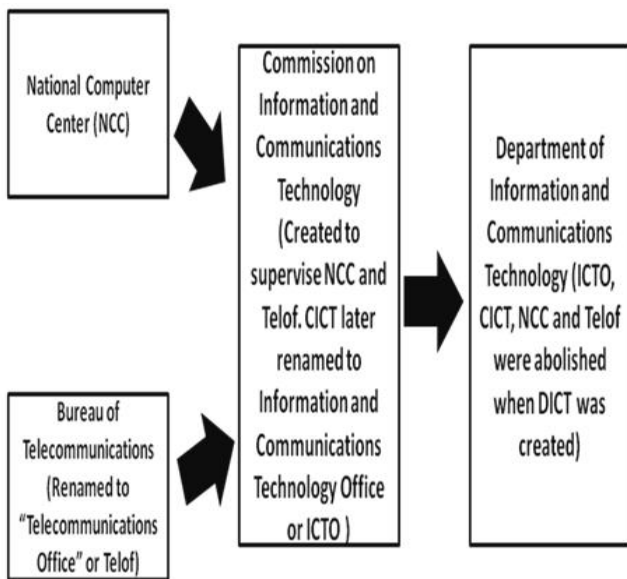 National Computer
Center (NCC)
Bureau of
Telecommunications
(Renamed to
“Telecommunications
Office” or Telof)
Commission on
Information and
Communications
Technology
(Created to
supervise NCC and
Telof. CICT later
renamed to
Information and
Communications
Technology Office
or ICTO )
Department of
Information and
Communications
Technology (ICTO,
CICT, NCC and Telof
were abolished
when DICT was
created)